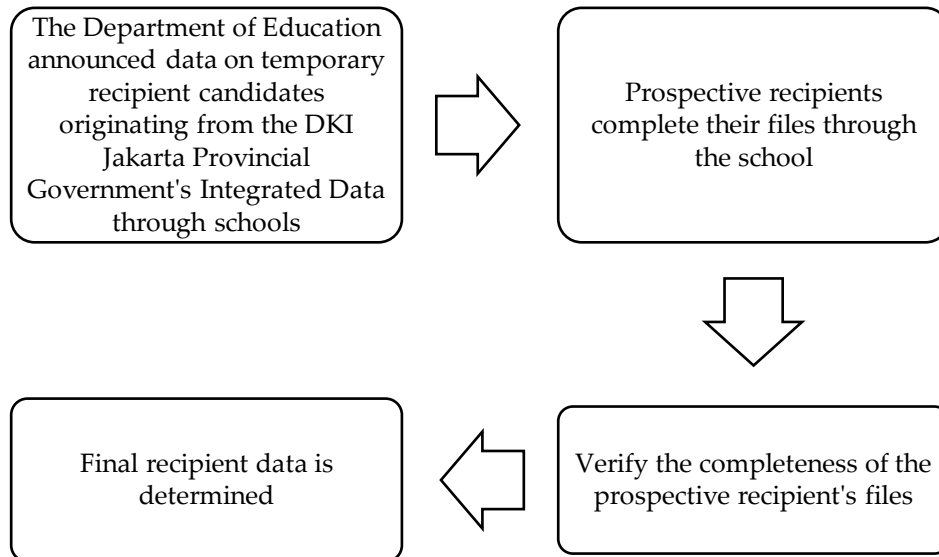 The Department of Education
announced data on temporary
recipient candidates
originating from the DKI
Jakarta Provincial
Government's Integrated Data
through schools
Prospective recipients
complete their files through
the school
Verify the completeness of the
prospective recipient's files
Final recipient data is
determined